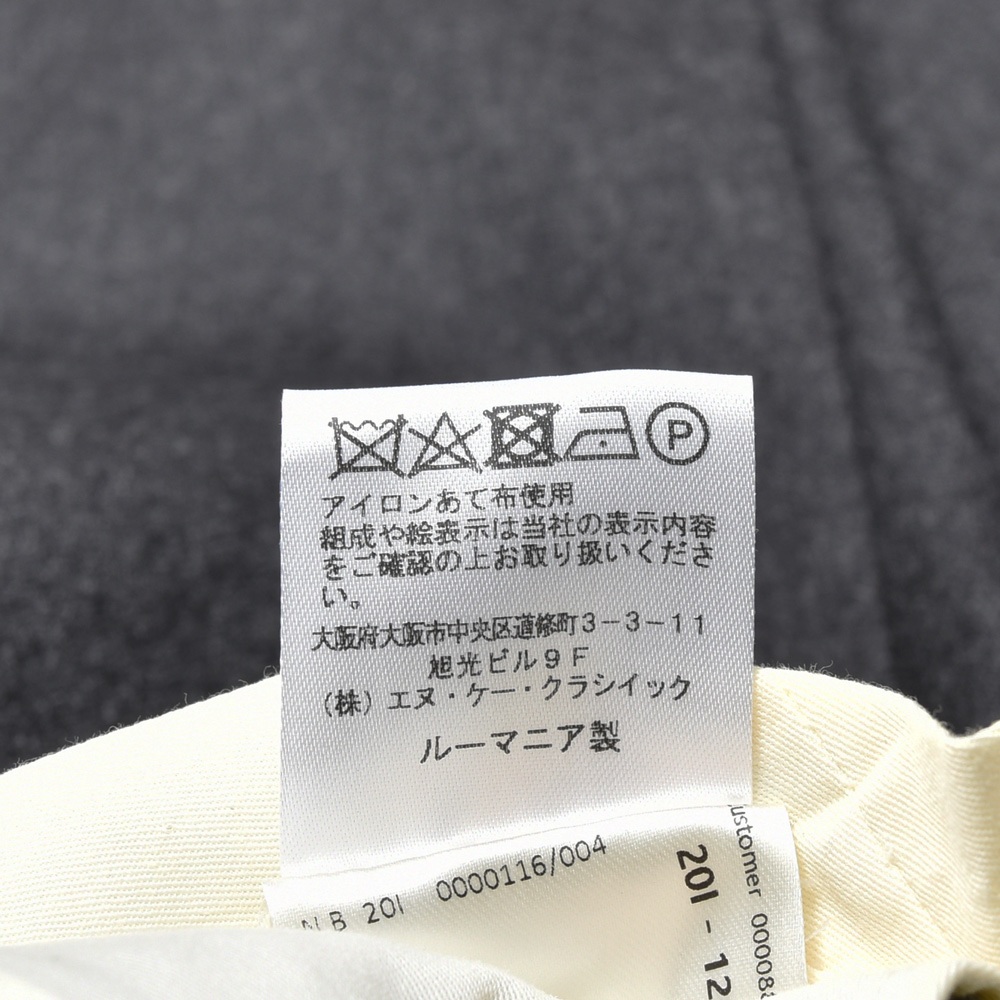 P
アイロンあて布使用
組成や絵表示は当社の表示内容
をご確認の上お取り扱いくださ
い。
大阪府大阪市中央区道修町3-3-11
旭光ビル9F
(株)エヌ・ケー・クラシイック
ルーマニア製
N.B 20I 0000116/004
20I - 12
ustomer 00008